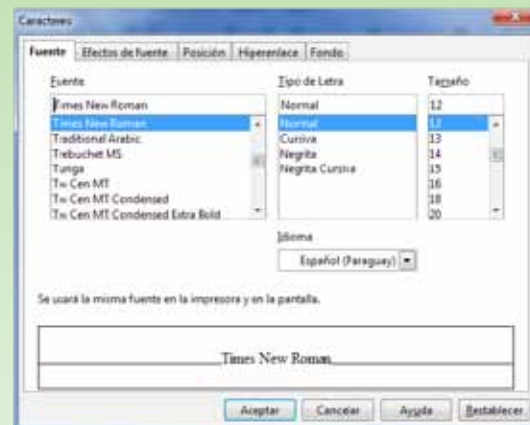 Caracteres
Fuente Efectos de fuente Posición Hiperenlace Fondo
Fuente Tipo de Letra Tamaño
Times New Roman Normal 12
Times New Roman Normal 12
Traditional Arabic Cursiva 13
Trebuchet MS Negrita 14
Tunga Negrita Cursiva 15
Tw Cen MT 16
Tw Cen MT Condensed 18
Tw Cen MT Condensed Extra Bold 20
Idioma
Español (Paraguay)
Se usará la misma fuente en la impresora y en la pantalla.
Times New Roman
Aceptar Cancelar Ayuda Restablecer